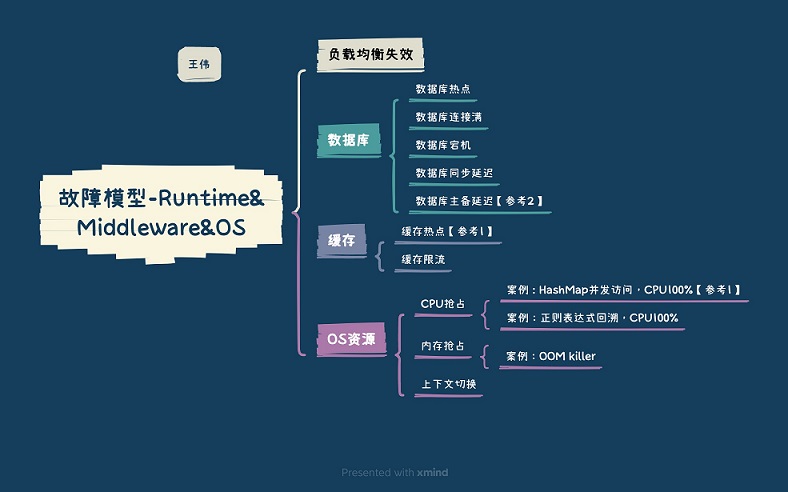 王伟
负载均衡失效
数据库热点
数据库连接满
数据库
数据库宕机
数据库同步延迟
数据库主备延迟【参考2】
故障模型-Runtime&
Middleware&OS
缓存
缓存热点【参考1】
缓存限流
OS资源
CPU抢占
案例：HashMap并发访问，CPU100%【参考1】
案例：正则表达式回溯，CPU100%
内存抢占
案例：OOM killer
上下文切换
Presented with xmind